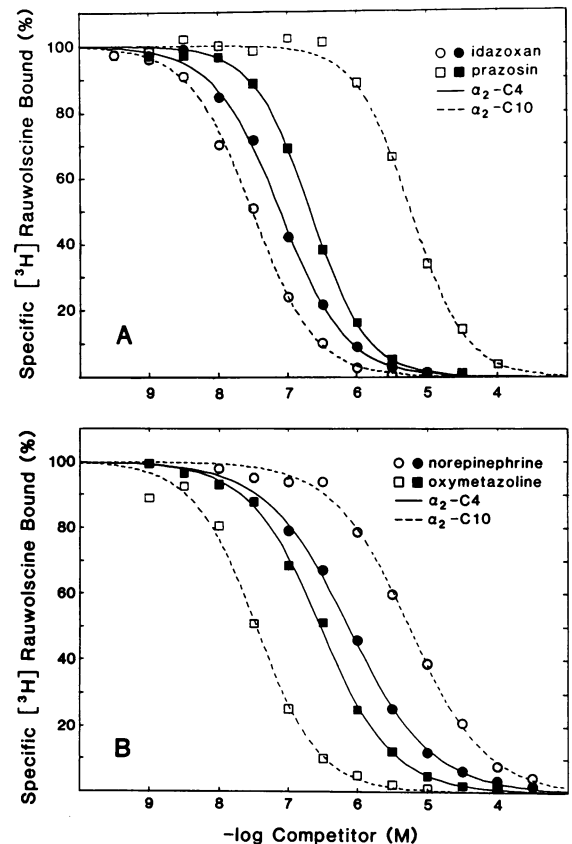 Specific [³H] Rauwolscine Bound (%)
100
80
60
40
20
A
idazoxan
prazosin
α₂-C4
α₂-C10
9 8 7 6 5 4
Specific [³H] Rauwolscine Bound (%)
100
80
60
40
20
B
norepinephrine
oxymetazoline
α₂-C4
α₂-C10
9 8 7 6 5 4
-log Competitor (M)